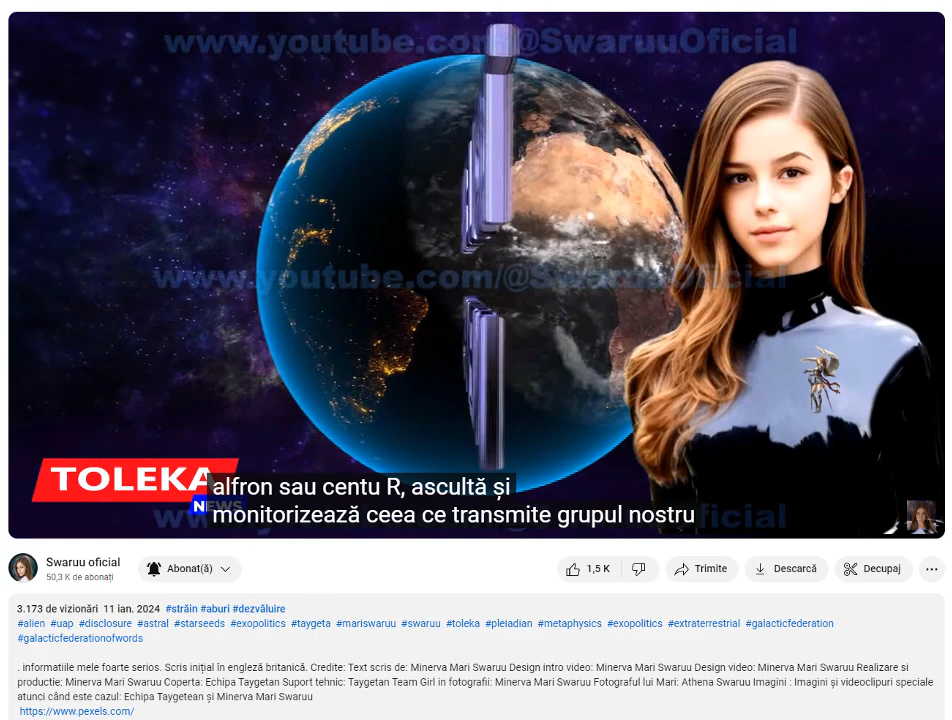 www.youtube.com/@SwaruuOficial
www.youtube.com/@SwaruuOficial
TOLEKA
NEWS
alfron sau centu R, ascultă și
monitorizează ceea ce transmite grupul nostru
Swaruu oficial
50,3 K de abonați
Abonat(ă)
1,5 K
Trimite
Descarcă
Decupaj
3.173 de vizionări 11 ian. 2024 #străin #aburi #dezvăluire
#alien #uap #disclosure #astral #starseeds #exopolitics #taygeta #mariswaruu #swaruu #toleka #pleiadian #metaphysics #exopolitics #extraterrestrial #galacticfederation
#galacticfederationofwords
. informatiile mele foarte serios. Scris inițial în engleză britanică. Credite: Text scris de: Minerva Mari Swaruu Design intro video: Minerva Mari Swaruu Design video: Minerva Mari Swaruu Realizare si
productie: Minerva Mari Swaruu Coperta: Echipa Taygetan Suport tehnic: Taygetan Team Girl in fotografii: Minerva Mari Swaruu Fotograful lui Mari: Athena Swaruu Imagini : Imagini și videoclipuri speciale
atunci când este cazul: Echipa Taygetean și Minerva Mari Swaruu
https://www.pexels.com/